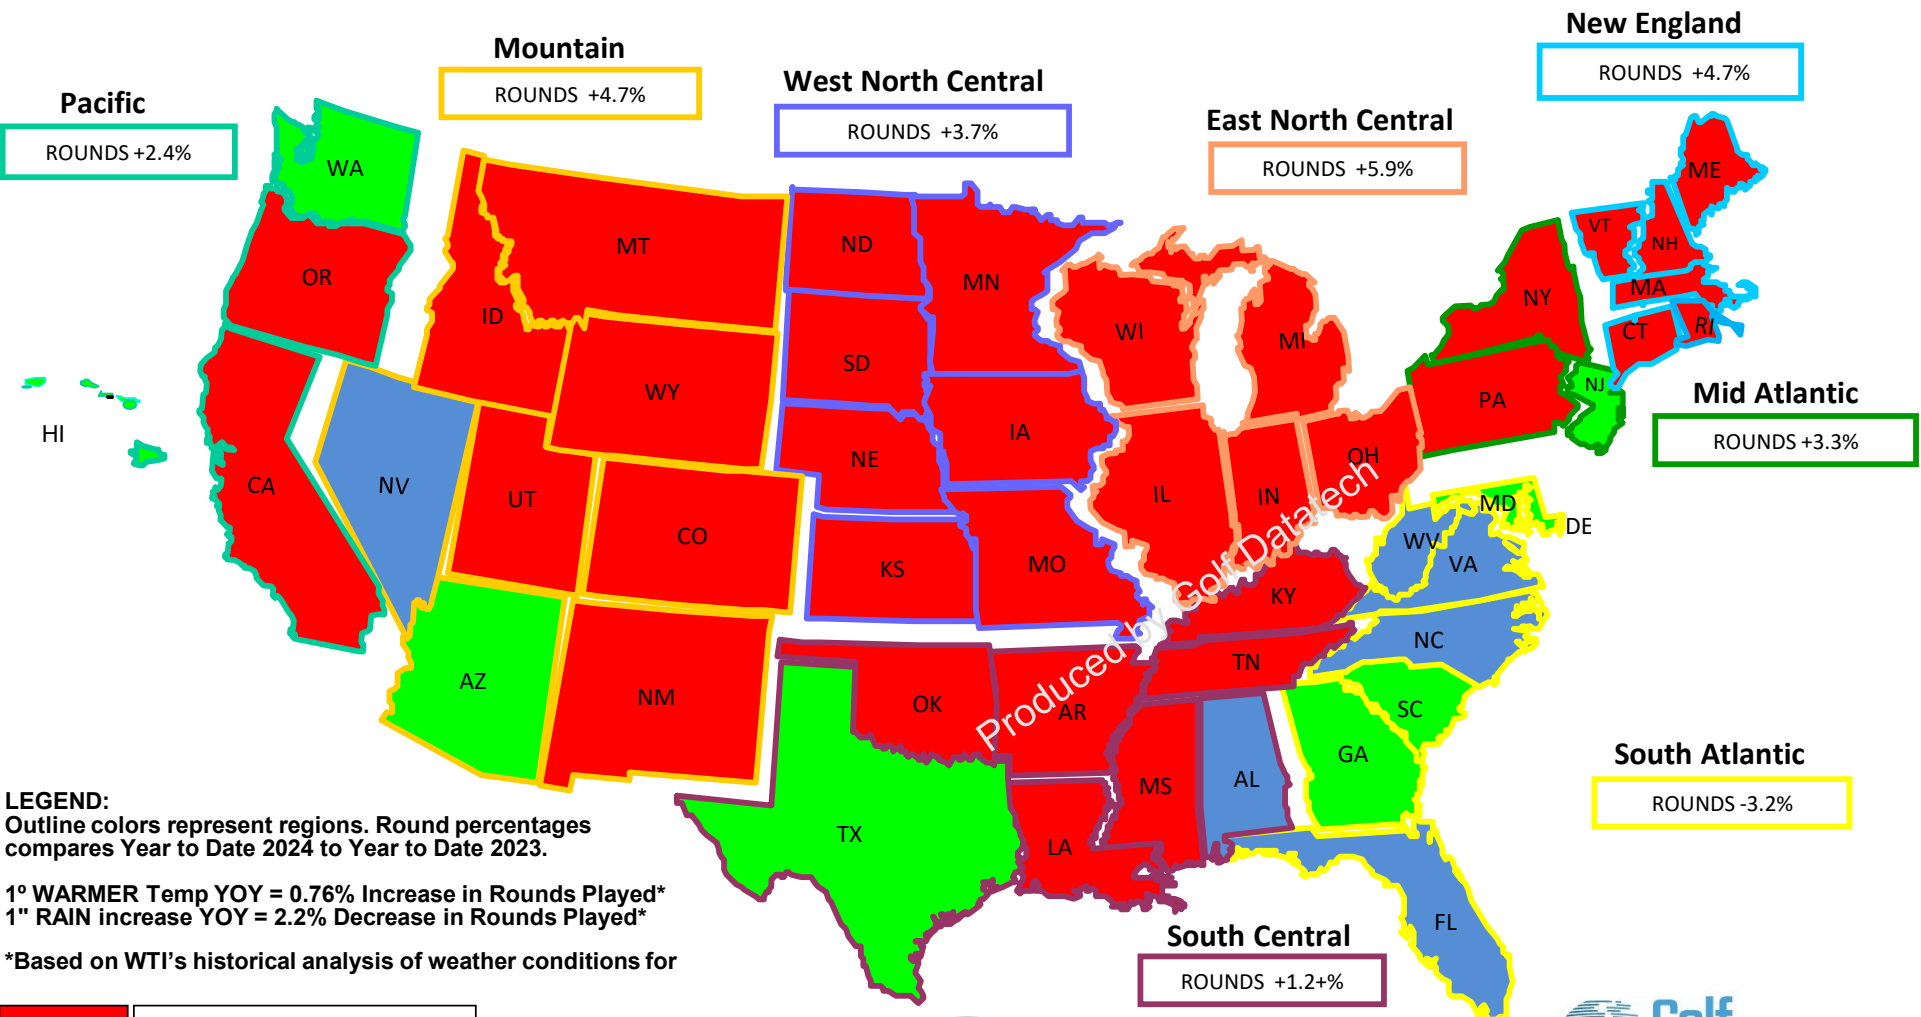 New England
ROUNDS +4.7%
Mountain
ROUNDS +4.7%
West North Central
ROUNDS +3.7%
Pacific
ROUNDS +2.4%
East North Central
ROUNDS +5.9%
WA
OR
MT
ID
ND
MN
SD
WY
WI
MI
NY
VT
NH
ME
MA
CT
RI
NJ
PA
Mid Atlantic
ROUNDS +3.3%
HI
CA
NV
UT
CO
NE
IA
KS
MO
IL
IN
OH
MD
DE
WV
VA
KY
NC
TN
AZ
NM
OK
AR
SC
GA
MS
AL
TX
LA
FL
Produced by Golf Datatech
South Atlantic
ROUNDS -3.2%
South Central
ROUNDS +1.2+%
LEGEND:
Outline colors represent regions. Round percentages
compares Year to Date 2024 to Year to Date 2023.
1º WARMER Temp YOY = 0.76% Increase in Rounds Played*
1" RAIN increase YOY = 2.2% Decrease in Rounds Played*
*Based on WTI's historical analysis of weather conditions for
Golf